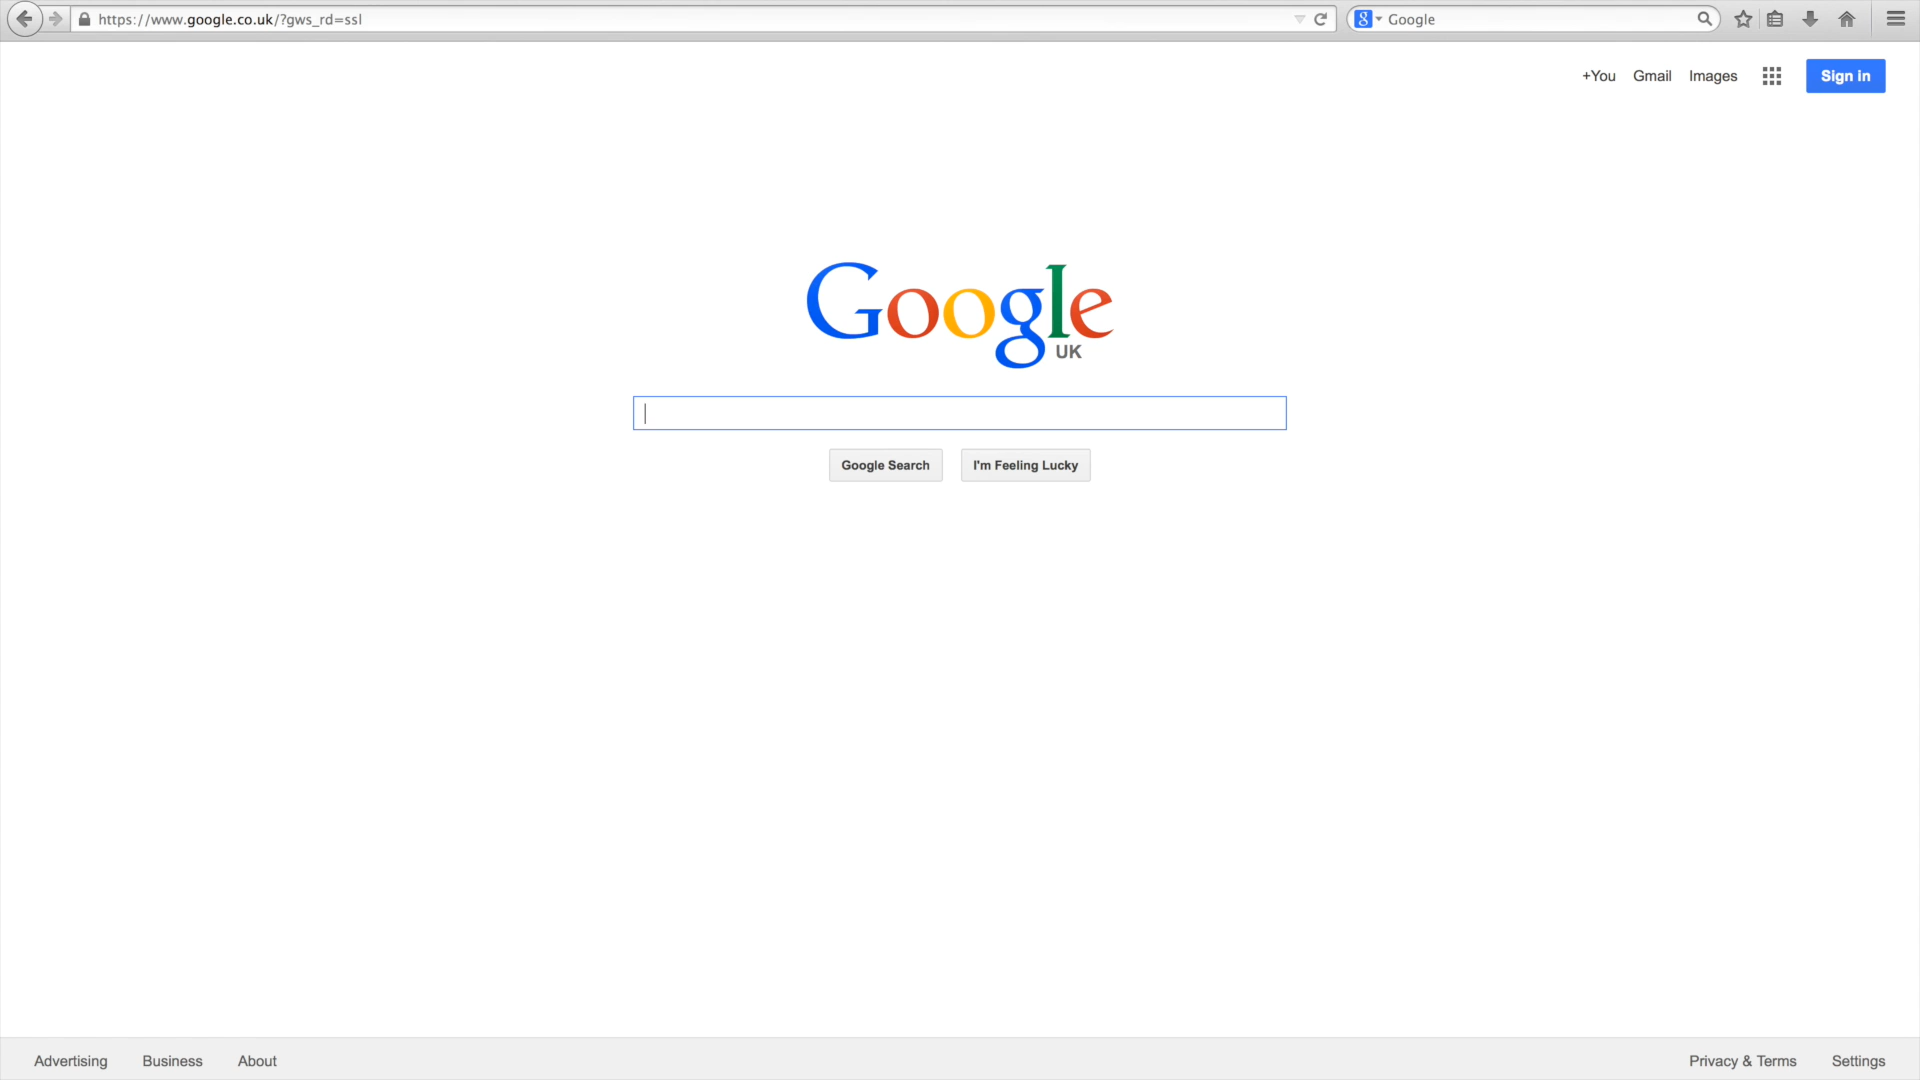 https://www.google.co.uk/?gws_rd=ssl
g Google
+You Gmail Images Sign in
Google
UK
Google Search I'm Feeling Lucky
Advertising Business About Privacy & Terms Settings